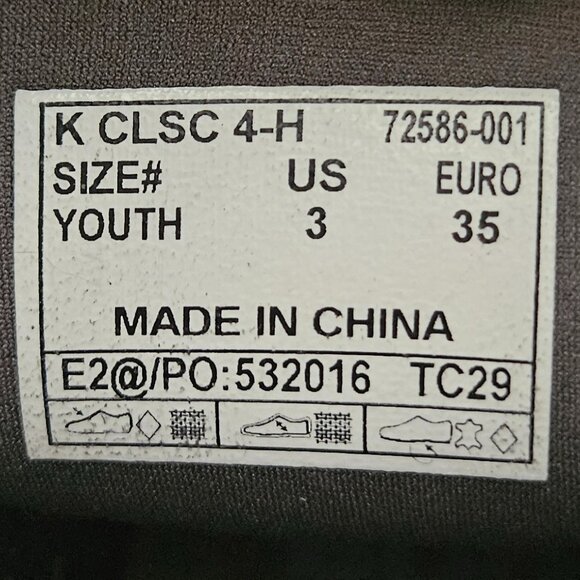 K CLSC 4-H 72586-001
SIZE# US EURO
YOUTH 3 35
MADE IN CHINA
E2@/PO:532016 TC29